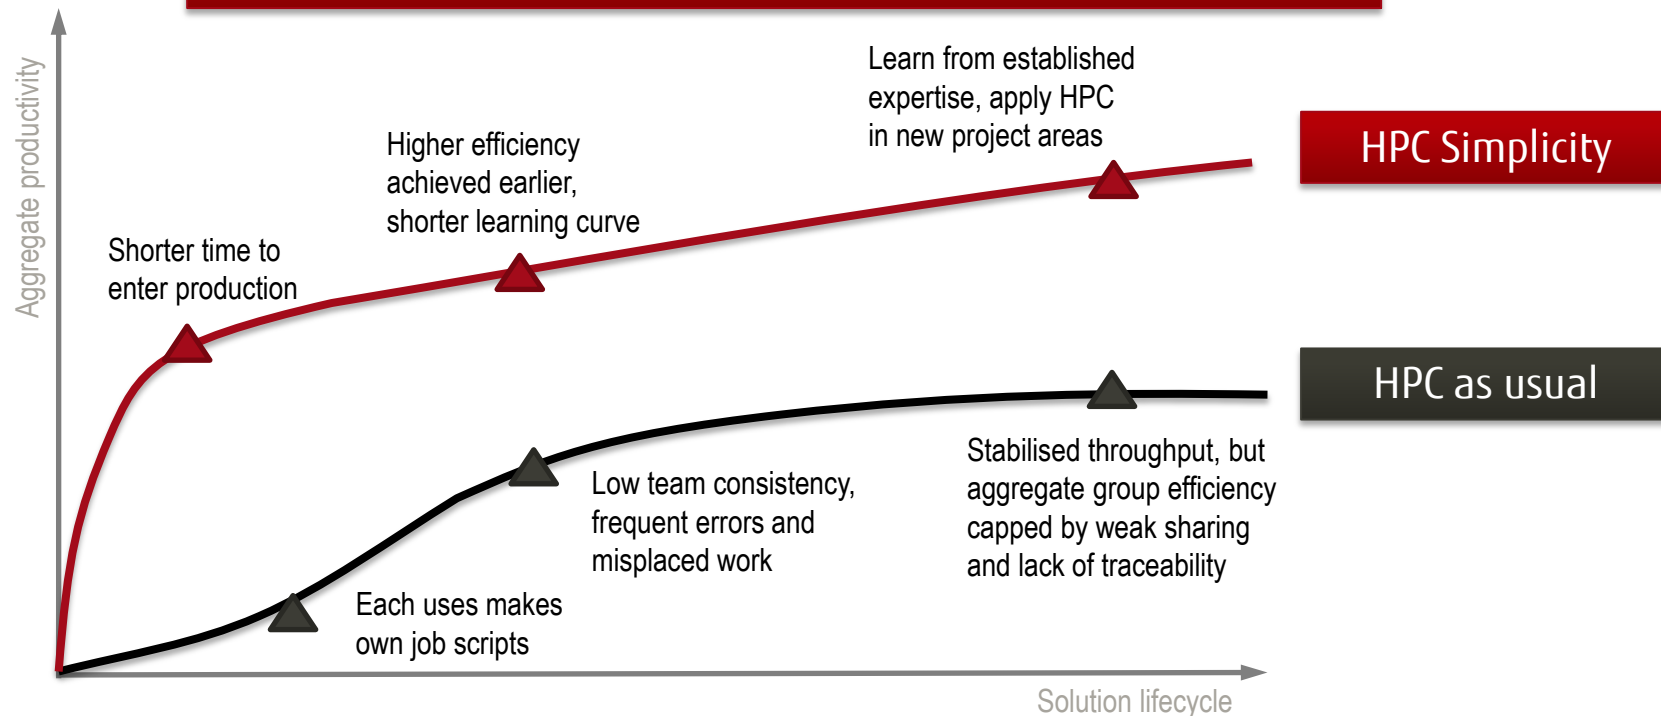 Aggregate productivity
Learn from established
expertise, apply HPC
in new project areas
HPC Simplicity
Higher efficiency
achieved earlier,
shorter learning curve
Shorter time to
enter production
HPC as usual
Stabilised throughput, but
aggregate group efficiency
capped by weak sharing
and lack of traceability
Low team consistency,
frequent errors and
misplaced work
Each uses makes
own job scripts
Solution lifecycle